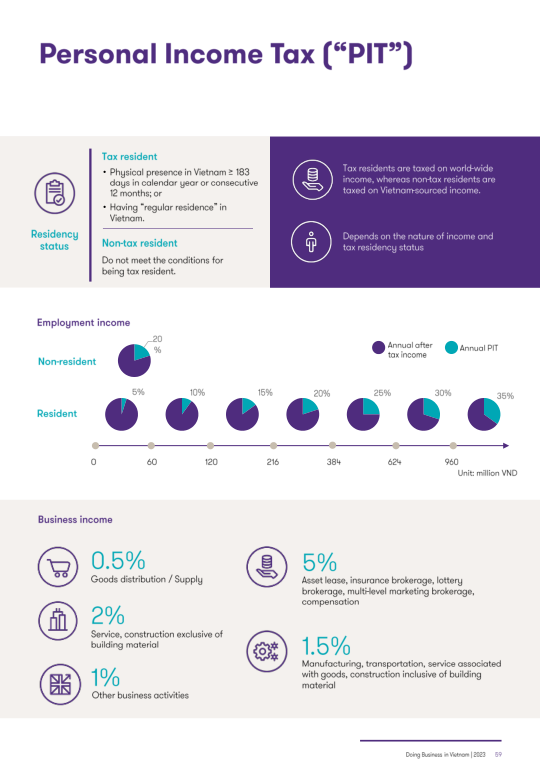 Personal Income Tax (“PIT”)
Residency
status
Tax resident
• Physical presence in Vietnam ≥ 183
days in calendar year or consecutive
12 months; or
• Having “regular residence” in
Vietnam.
Non-tax resident
Do not meet the conditions for
being tax resident.
Tax residents are taxed on world-wide
income, whereas non-tax residents are
taxed on Vietnam-sourced income.
Depends on the nature of income and
tax residency status
Employment income
Non-resident
20
%
Annual after
tax income
Annual PIT
Resident
5%
10%
15%
20%
25%
30%
35%
0
60
120
216
384
624
960
Unit: million VND
Business income
0.5%
Goods distribution / Supply
2%
Service, construction exclusive of
building material
1%
Other business activities
5%
Asset lease, insurance brokerage, lottery
brokerage, multi-level marketing brokerage,
compensation
1.5%
Manufacturing, transportation, service associated
with goods, construction inclusive of building
material
Doing Business in Vietnam | 2023 59